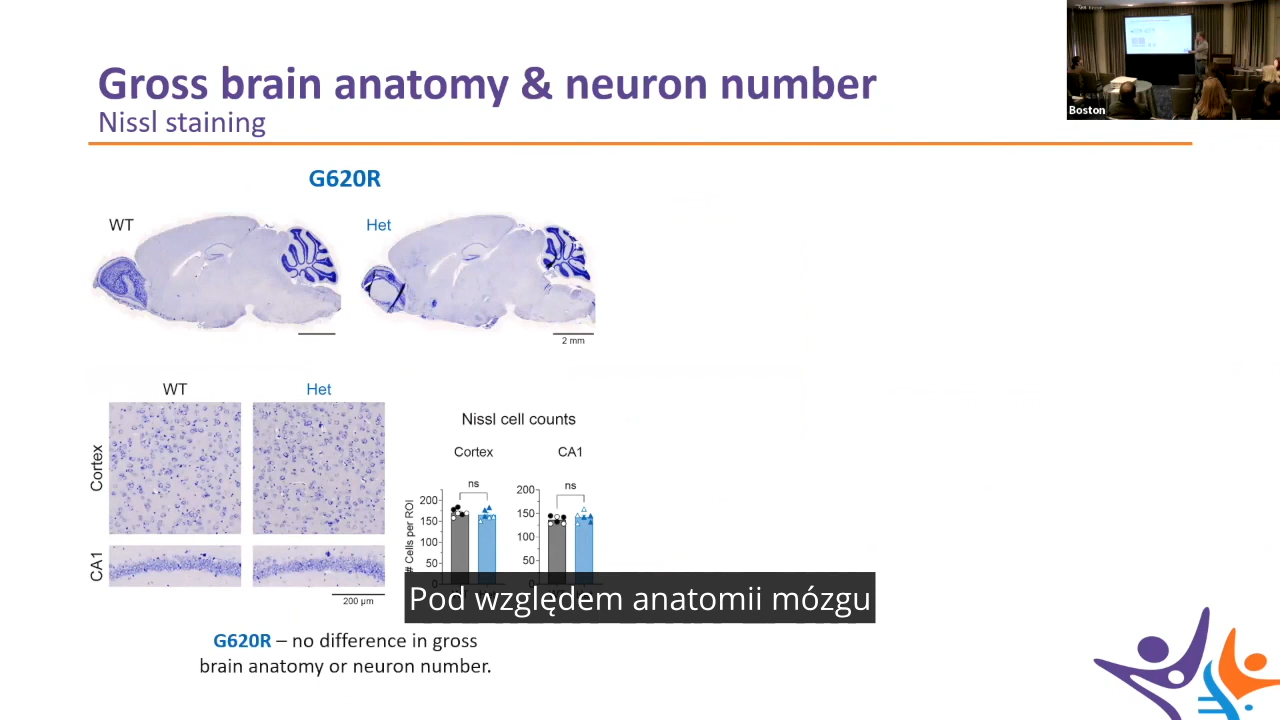 Gross brain anatomy & neuron number
Nissl staining
Boston
G620R
WT
Het
2 mm
WT
Het
Cortex
CA1
200 µm
Nissl cell counts
Cortex
CA1
ns
ns
# Cells per ROI
200
150
100
50
0
200
150
100
50
Pod względem anatomii mózgu
G620R – no difference in gross
brain anatomy or neuron number.